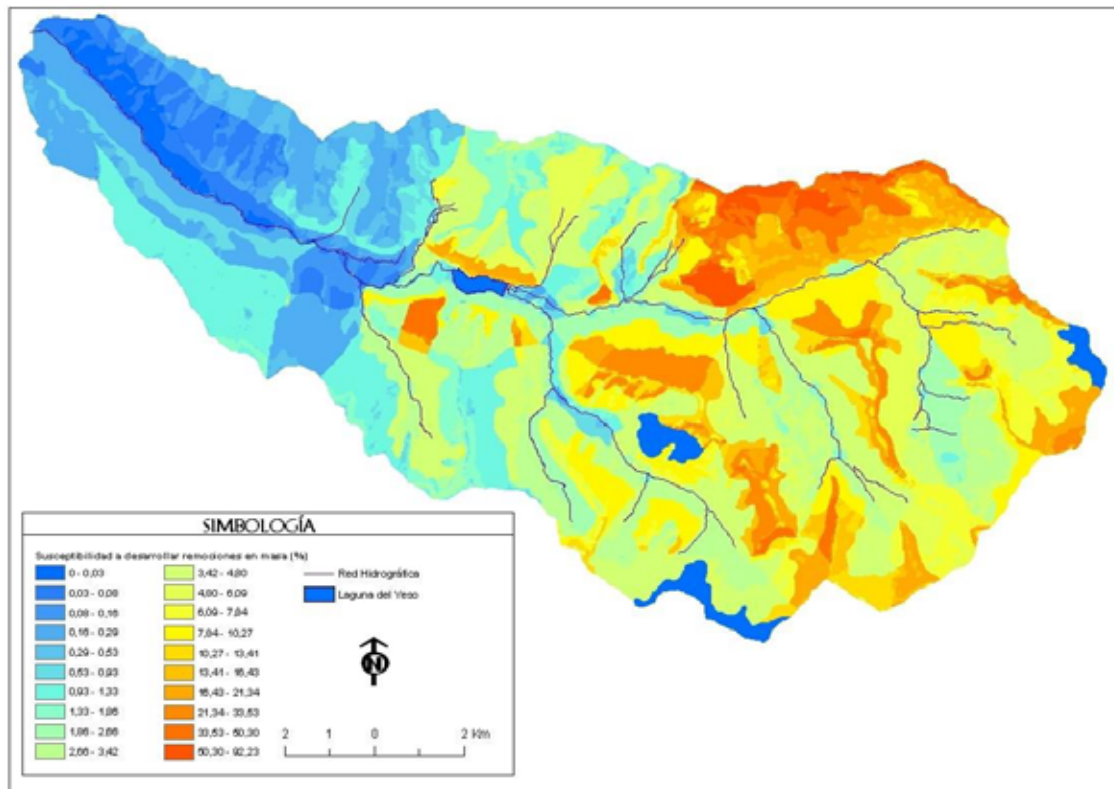 SIMBOLOGÍA
Susceptibilidad a desarrollar remociones en masa (%)
0 - 0,03
0,03 - 0,08
0,08 - 0,16
0,16 - 0,29
0,29 - 0,53
0,53 - 0,93
0,93 - 1,33
1,33 - 1,86
1,86 - 2,66
2,66 - 3,42
3,42 - 4,80
4,80 - 6,09
6,09 - 7,84
7,84 - 10,27
10,27 - 13,41
13,41 - 16,43
16,43 - 21,34
21,34 - 33,53
33,53 - 50,30
50,30 - 92,23
Red Hidrográfica
Laguna del Yeso
N
2 1 0 2 Km